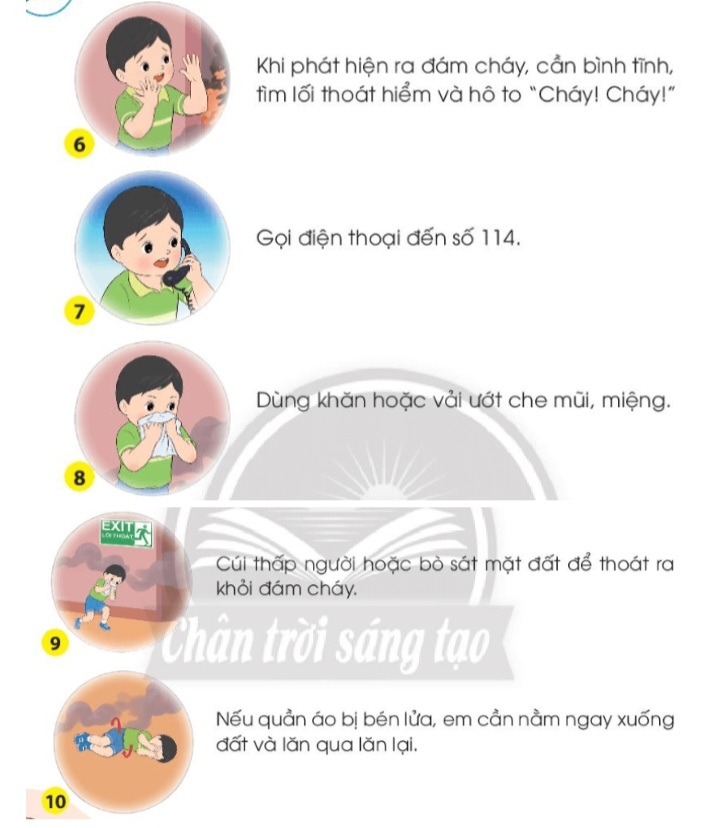 Khi phát hiện ra đám cháy, cần bình tĩnh,
tìm lối thoát hiểm và hô to “Cháy! Cháy!”
6
Gọi điện thoại đến số 114.
7
Dùng khăn hoặc vải ướt che mũi, miệng.
8
EXIT
LỐI THOÁT
Cúi thấp người hoặc bò sát mặt đất để thoát ra
khỏi đám cháy.
9
Chân trời sáng tạo
Nếu quần áo bị bén lửa, em cần nằm ngay xuống
đất và lăn qua lăn lại.
10